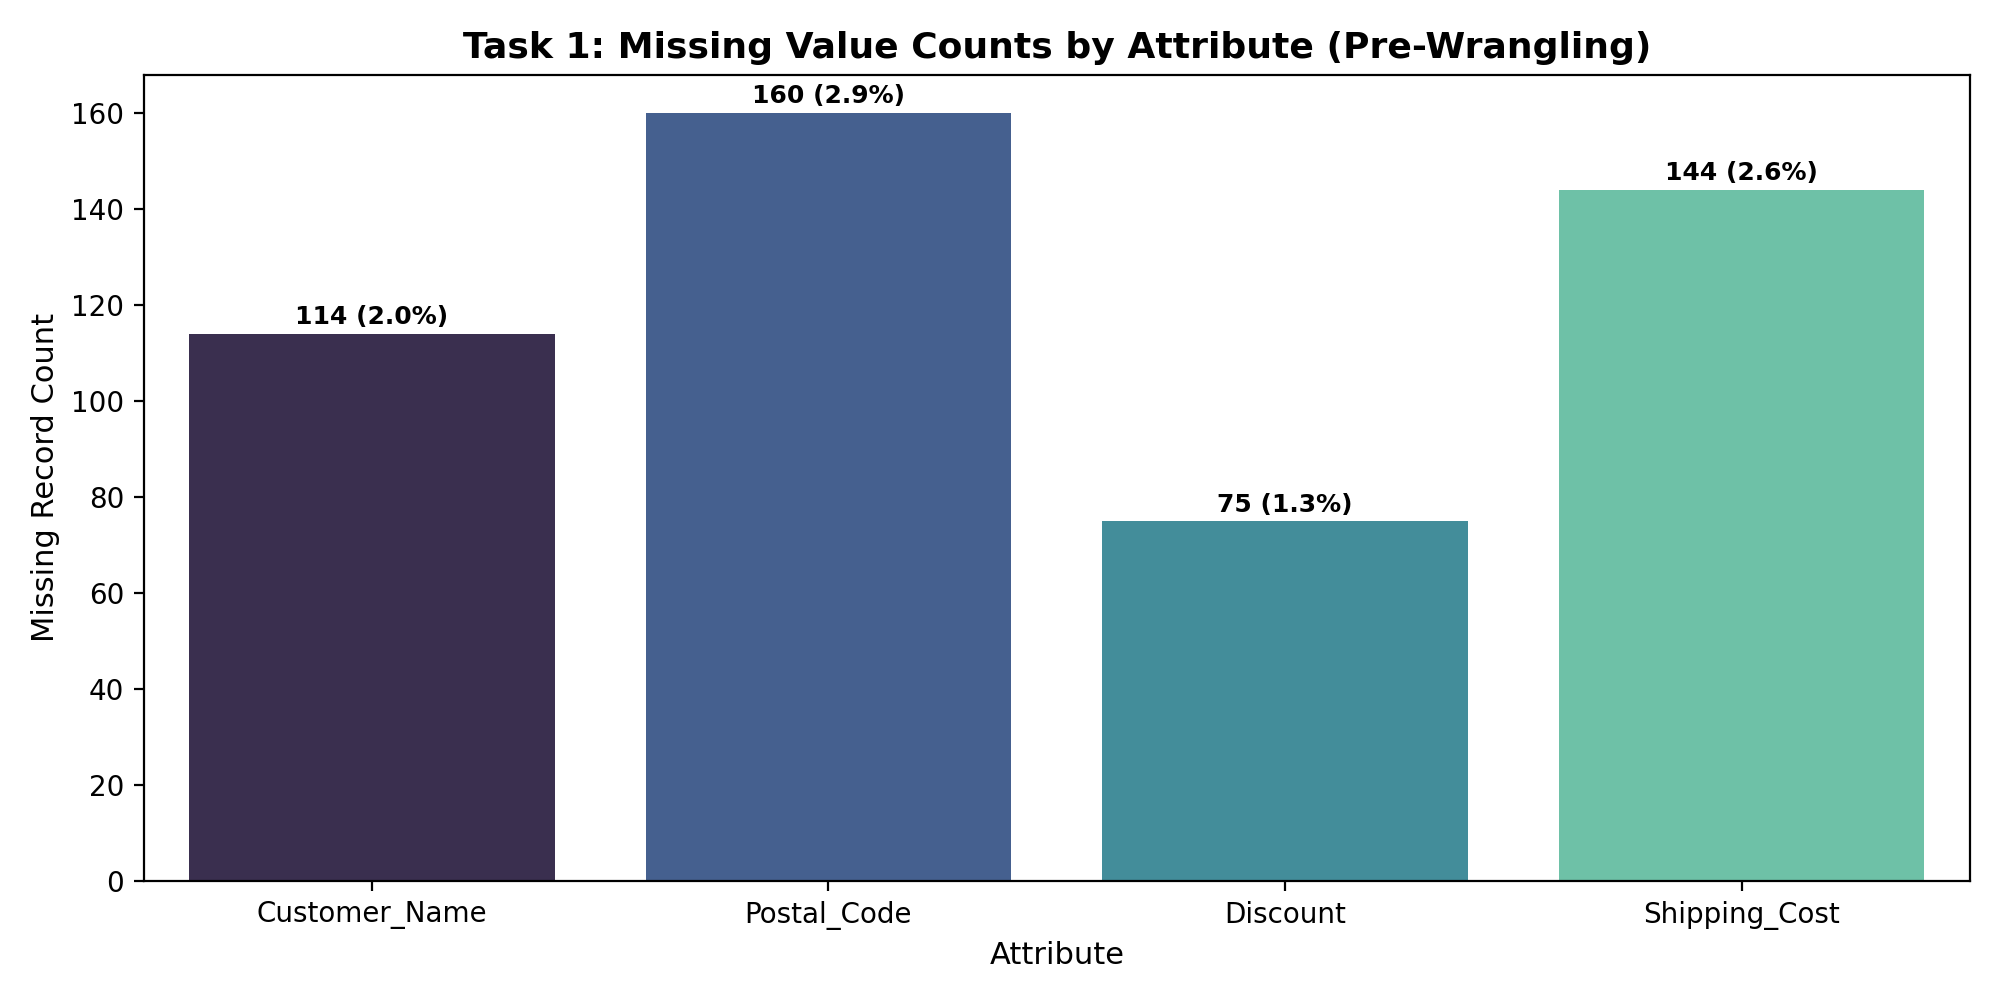 Task 1: Missing Value Counts by Attribute (Pre-Wrangling)
Missing Record Count
160
140
120
100
80
60
40
20
0
114 (2.0%)
160 (2.9%)
75 (1.3%)
144 (2.6%)
Customer_Name
Postal_Code
Discount
Shipping_Cost
Attribute